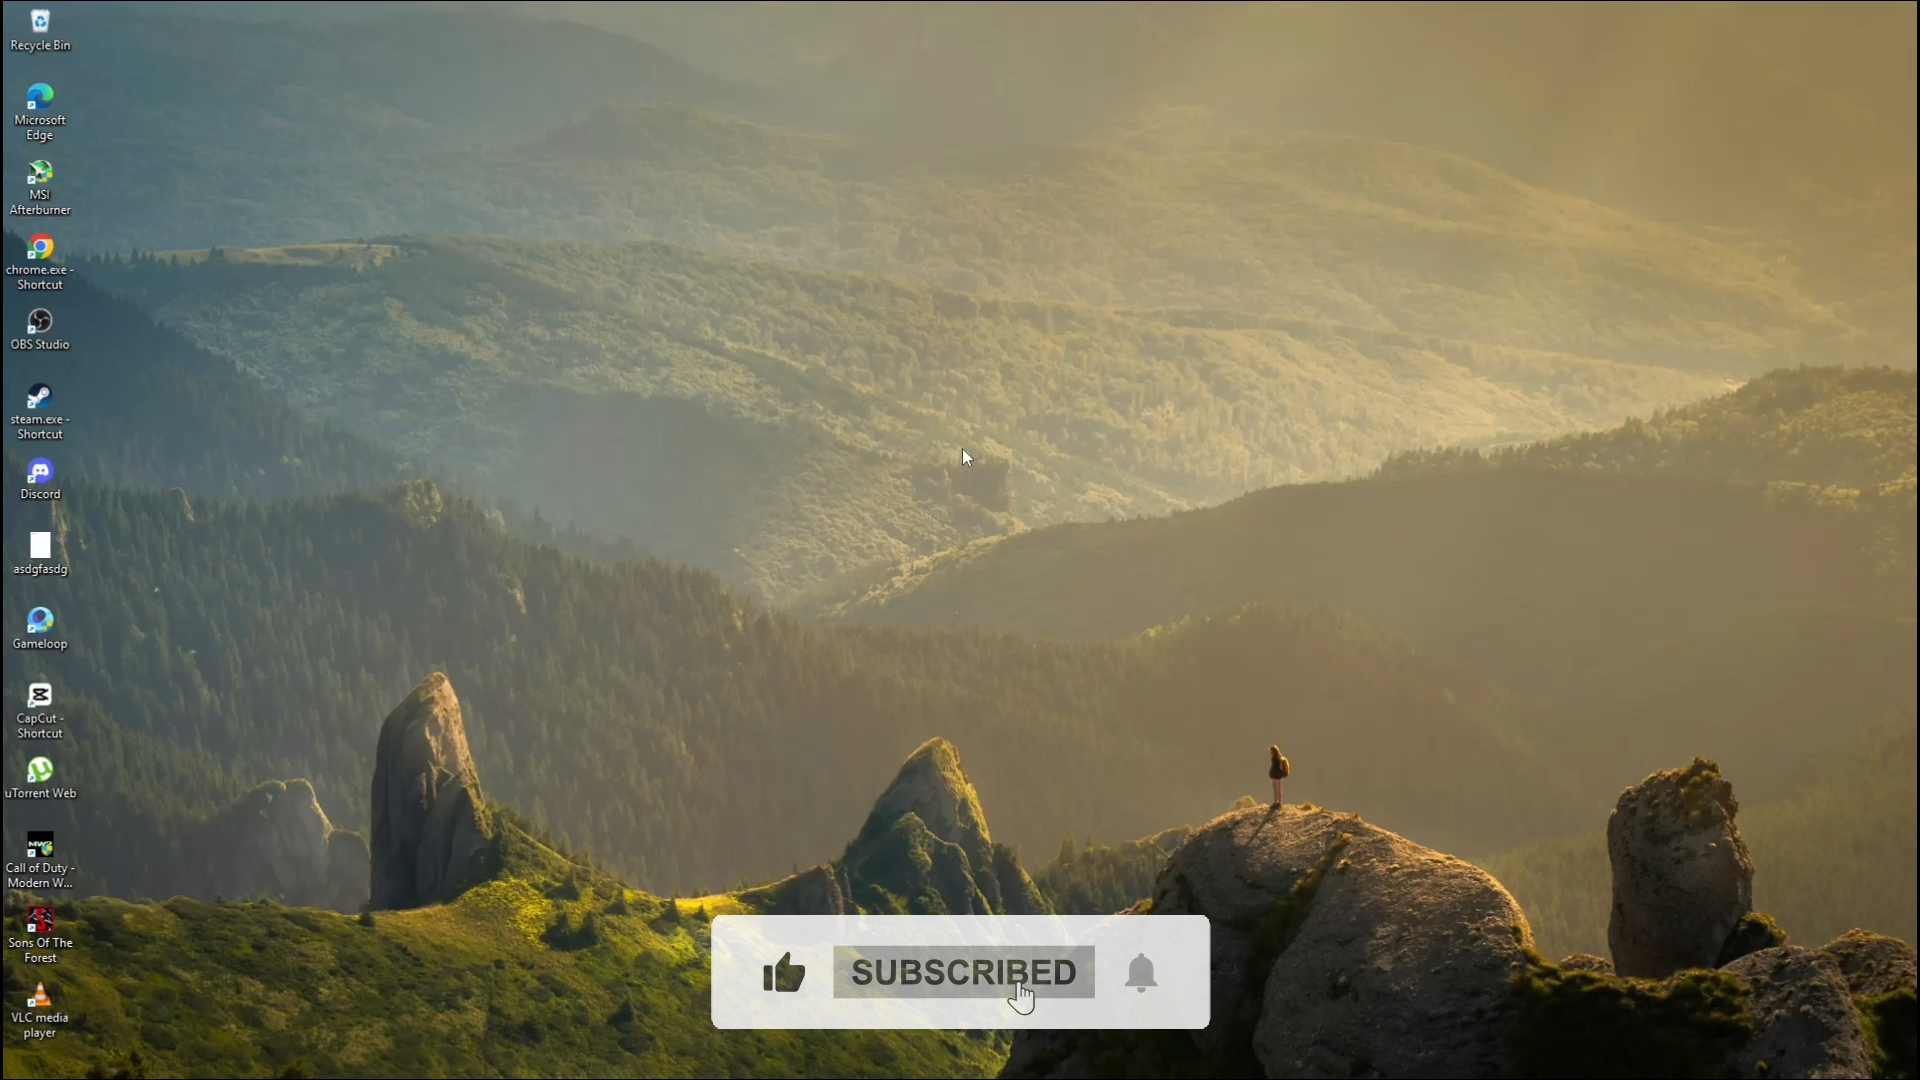 Recycle Bin
Microsoft
Edge
MSI
Afterburner
chrome.exe -
Shortcut
OBS Studio
steam.exe -
Shortcut
Discord
asdgfasdg
Gameloop
CapCut -
Shortcut
uTorrent Web
Call of Duty -
Modern W...
Sons Of The
Forest
VLC media
player
SUBSCRIBED